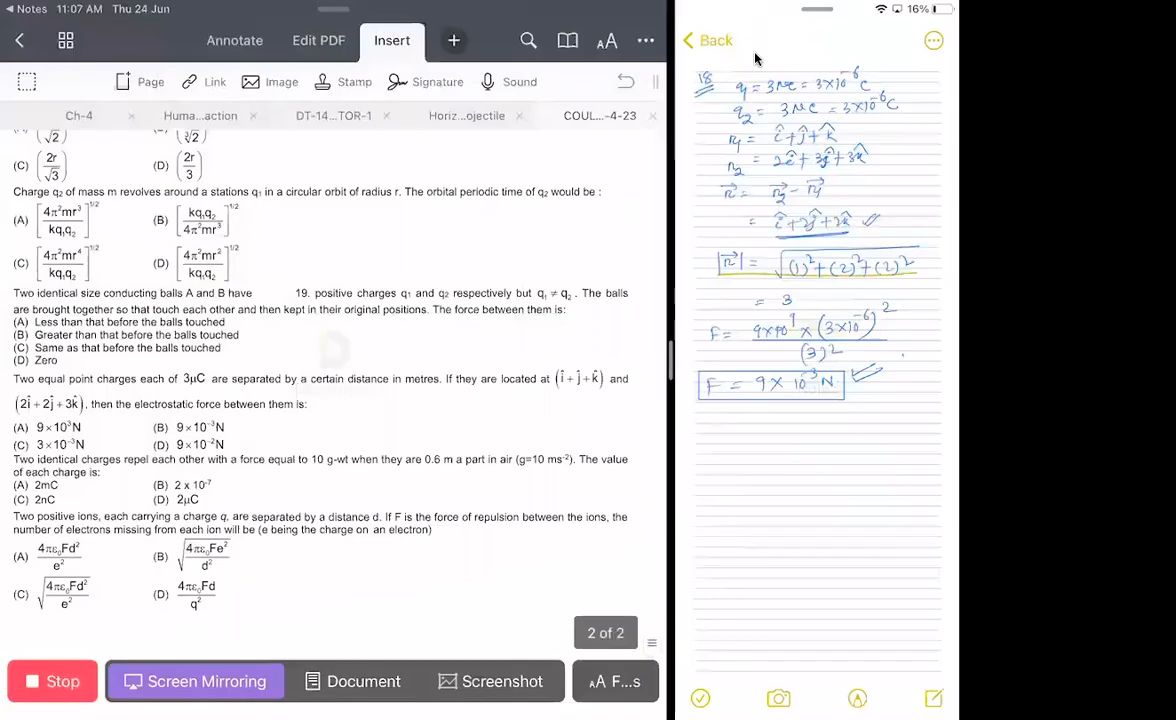 Notes 11:07 AM Thu 24 Jun
16%
Annotate Edit PDF Insert
Page Link Image Stamp Signature Sound
Ch-4 Huma...action DT-14...TOR-1 Horiz...ojectile COUL...-4-23
(C) (2r/√3) (D) (2r/3)
Charge q₂ of mass m revolves around a stations q₁ in a circular orbit of radius r. The orbital periodic time of q₂ would be :
(A) [4π²mr³/kq₁q₂]^1/2 (B) [kq₁q₂/4π²mr³]^1/2
(C) [4π²mr⁴/kq₁q₂]^1/2 (D) [4π²mr²/kq₁q₂]^1/2
Two identical size conducting balls A and B have 19. positive charges q₁ and q₂ respectively but q₁ ≠ q₂. The balls
are brought together so that touch each other and then kept in their original positions. The force between them is:
(A) Less than that before the balls touched
(B) Greater than that before the balls touched
(C) Same as that before the balls touched
(D) Zero
Two equal point charges each of 3μC are separated by a certain distance in metres. If they are located at (î+ĵ+k̂) and
(2î+2ĵ+3k̂), then the electrostatic force between them is:
(A) 9×10³N (B) 9×10⁻³N
(C) 3×10⁻³N (D) 9×10⁻²N
Two identical charges repel each other with a force equal to 10 g-wt when they are 0.6 m a part in air (g=10 ms⁻²). The value
of each charge is:
(A) 2mC (B) 2 x 10⁻⁷
(C) 2nC (D) 2μC
Two positive ions, each carrying a charge q, are separated by a distance d. If F is the force of repulsion between the ions, the
number of electrons missing from each ion will be (e being the charge on an electron)
(A) 4πε₀Fd²/e² (B) √(4πε₀Fe²/d²)
(C) √(4πε₀Fd²/e²) (D) 4πε₀Fd/q²
2 of 2
Stop Screen Mirroring Document Screenshot AA F...s
Back
18 q₁ = 3μc = 3×10⁻⁶C
q₂ = 3μc = 3×10⁻⁶C
r₁ = î+ĵ+k̂
r₂ = 2î+3ĵ+3k̂
r⃗ = r⃗₂ - r⃗₁
= î+2ĵ+2k̂
|r⃗| = √((1)²+(2)²+(2)²)
= 3
F = 9×10⁹ × (3×10⁻⁶)²
(3)²
F = 9× 10⁻³ N